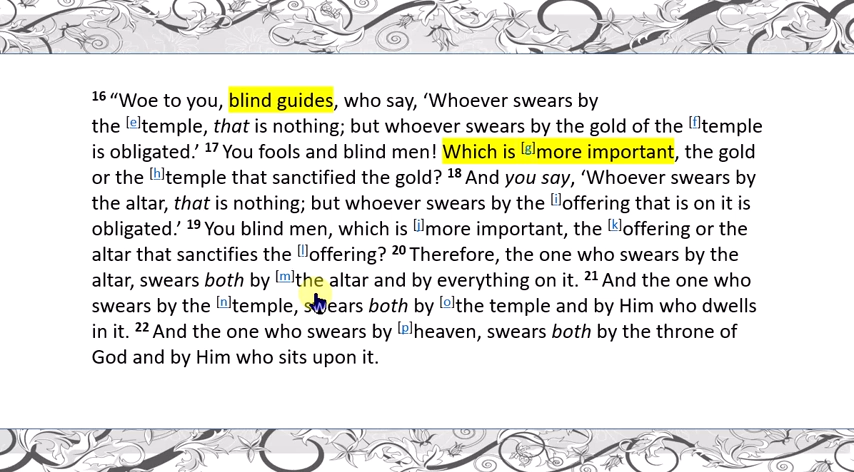 16 “Woe to you, blind guides, who say, ‘Whoever swears by
the [e]temple, that is nothing; but whoever swears by the gold of the [f]temple
is obligated.’ 17 You fools and blind men! Which is [g]more important, the gold
or the [h]temple that sanctified the gold? 18 And you say, ‘Whoever swears by
the altar, that is nothing; but whoever swears by the [i]offering that is on it is
obligated.’ 19 You blind men, which is [j]more important, the [k]offering or the
altar that sanctifies the [l]offering? 20 Therefore, the one who swears by the
altar, swears both by [m]the altar and by everything on it. 21 And the one who
swears by the [n]temple, swears both by [o]the temple and by Him who dwells
in it. 22 And the one who swears by [p]heaven, swears both by the throne of
God and by Him who sits upon it.